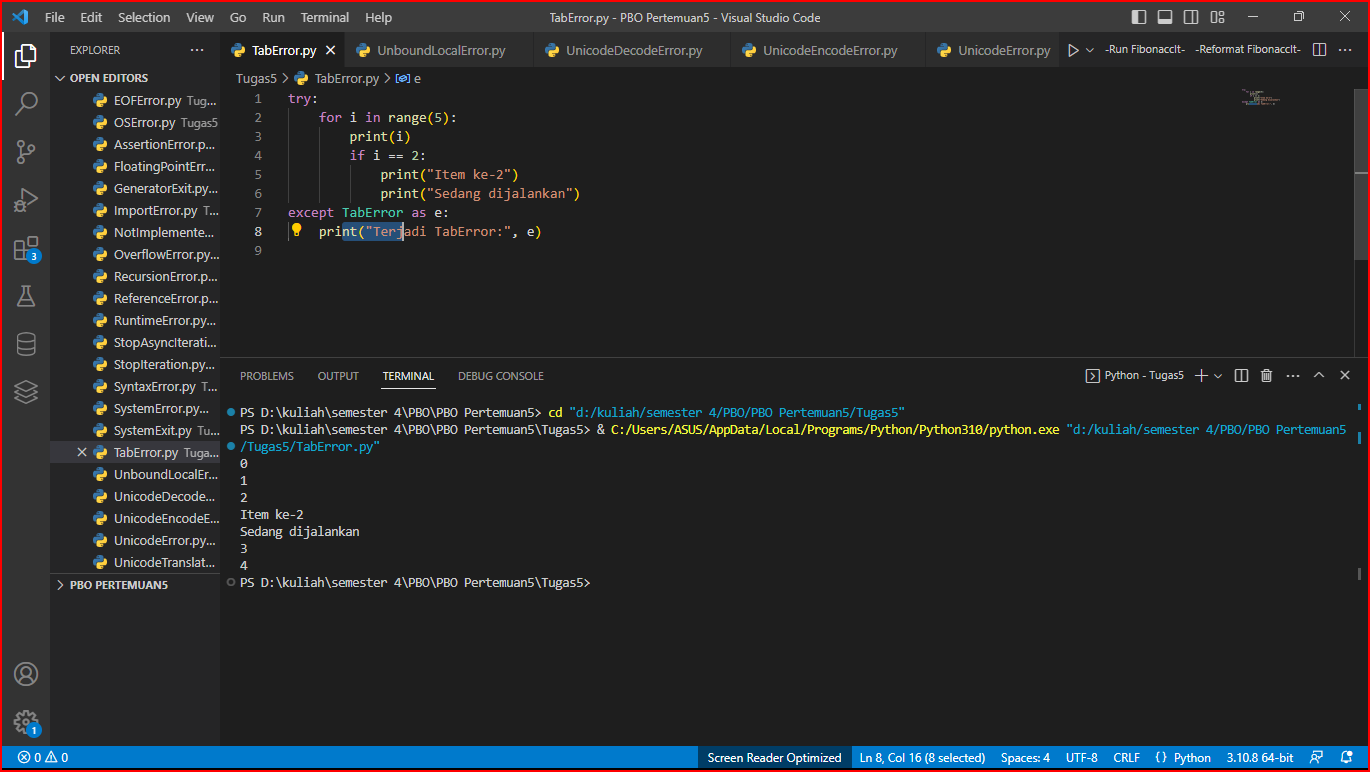 File Edit Selection View Go Run Terminal Help TabError.py - PBO Pertemuan5 - Visual Studio Code
EXPLORER ...
OPEN EDITORS
EOFError.py Tug...
OSError.py Tugas5
AssertionError.p...
FloatingPointErr...
GeneratorExit.py...
ImportError.py T...
NotImplemente...
OverflowError.py...
RecursionError.p...
ReferenceError.p...
RuntimeError.py...
StopAsyncIterati...
StopIteration.py...
SyntaxError.py T...
SystemError.py...
SystemExit.py Tu...
TabError.py Tuga...
UnboundLocalEr...
UnicodeDecode...
UnicodeEncodeE...
UnicodeError.py...
UnicodeTranslat...
PBO PERTEMUAN5
3
1
TabError.py UnboundLocalError.py UnicodeDecodeError.py UnicodeEncodeError.py UnicodeError.py -Run Fibonaccit- -Reformat Fibonaccit- ...
Tugas5 > TabError.py > e
1 try:
2 for i in range(5):
3 print(i)
4 if i == 2:
5 print("Item ke-2")
6 print("Sedang dijalankan")
7 except TabError as e:
8 print("Terjadi TabError:", e)
9
PROBLEMS OUTPUT TERMINAL DEBUG CONSOLE Python - Tugas5 ...
PS D:\kuliah\semester 4\PBO\PBO Pertemuan5> cd "d:/kuliah/semester 4/PBO/PBO Pertemuan5/Tugas5"
PS D:\kuliah\semester 4\PBO\PBO Pertemuan5\Tugas5> & C:/Users/ASUS/AppData/Local/Programs/Python/Python310/python.exe "d:/kuliah/semester 4/PBO/PBO Pertemuan5
/Tugas5/TabError.py"
0
1
2
Item ke-2
Sedang dijalankan
3
4
PS D:\kuliah\semester 4\PBO\PBO Pertemuan5\Tugas5>
0 0 Screen Reader Optimized Ln 8, Col 16 (8 selected) Spaces: 4 UTF-8 CRLF {} Python 3.10.8 64-bit